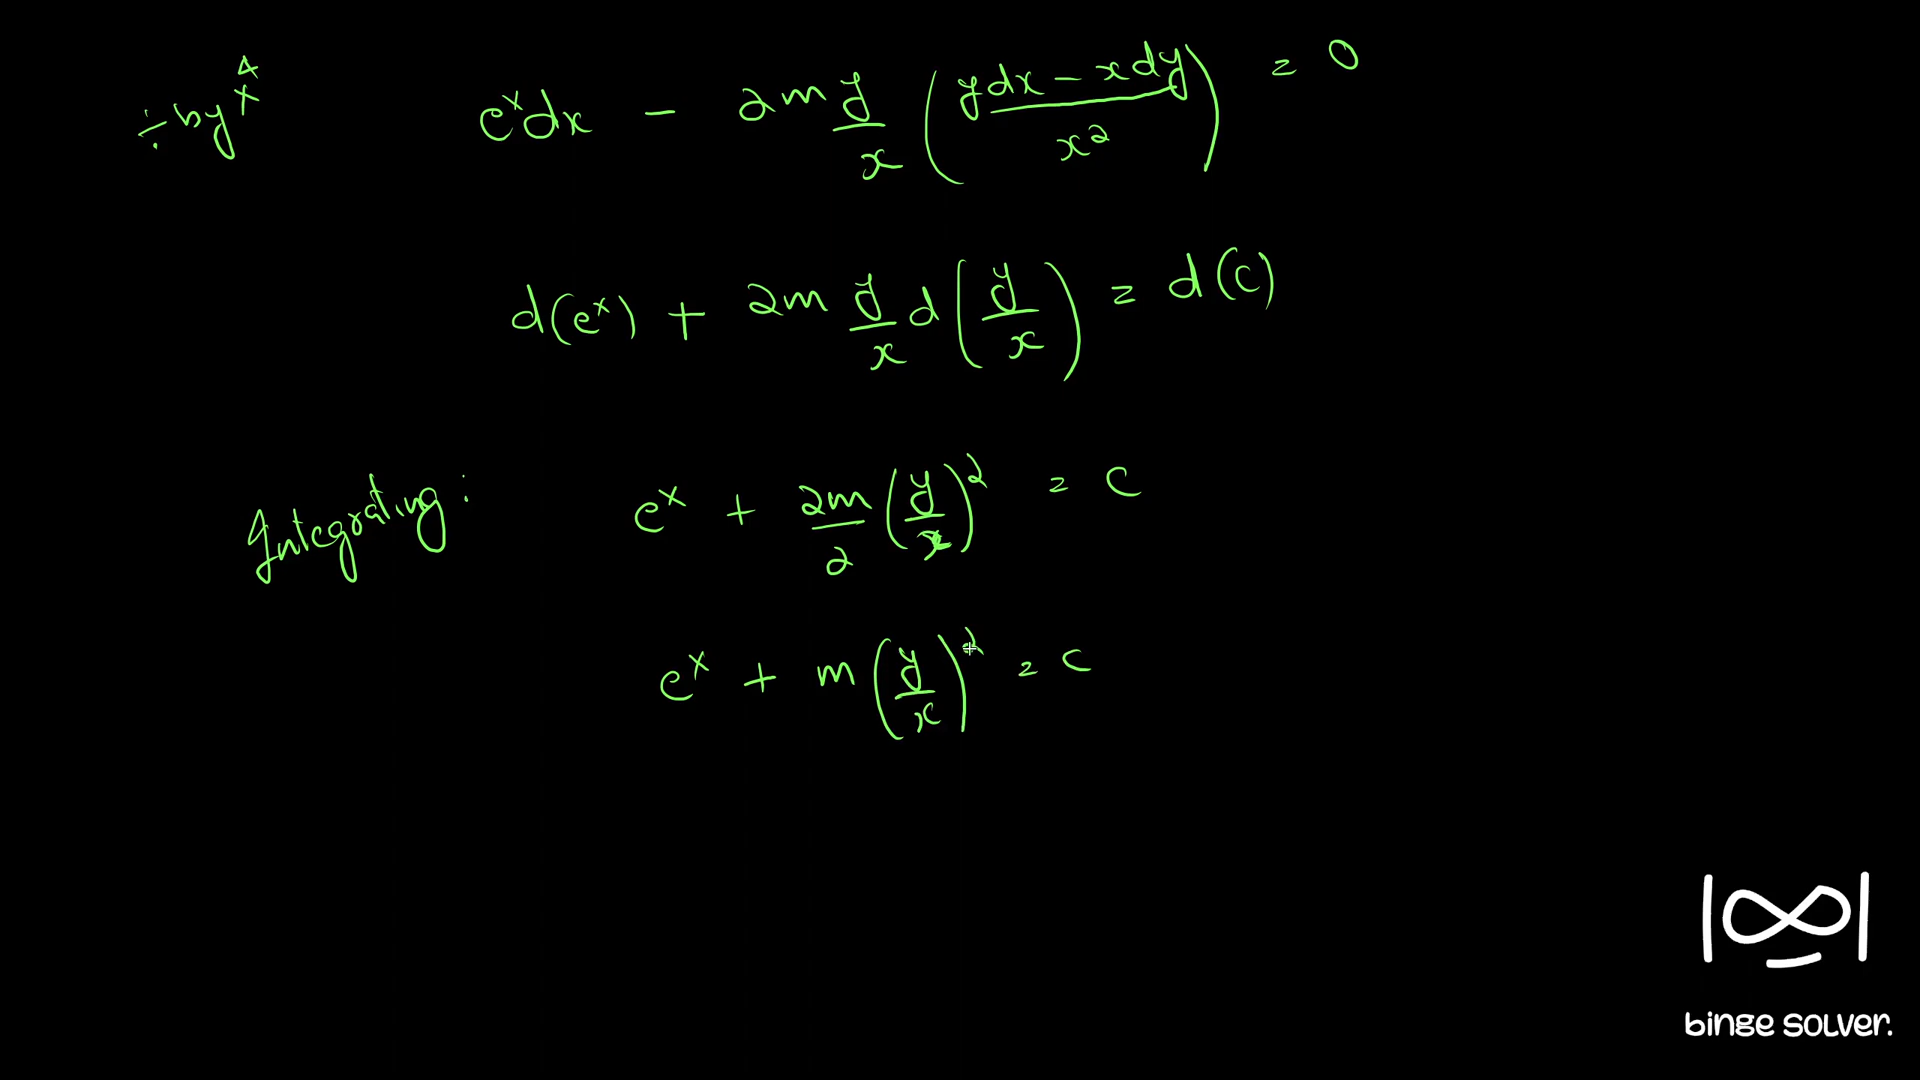 ÷ by x⁴ eˣdx − 2m y/x (ydx − xdy / x²) = 0
d(eˣ) + 2m y/x d(y/x) = d(c)
Integrating: eˣ + 2m/2 (y/x)² = c
eˣ + m (y/x)² = c
binge solver.